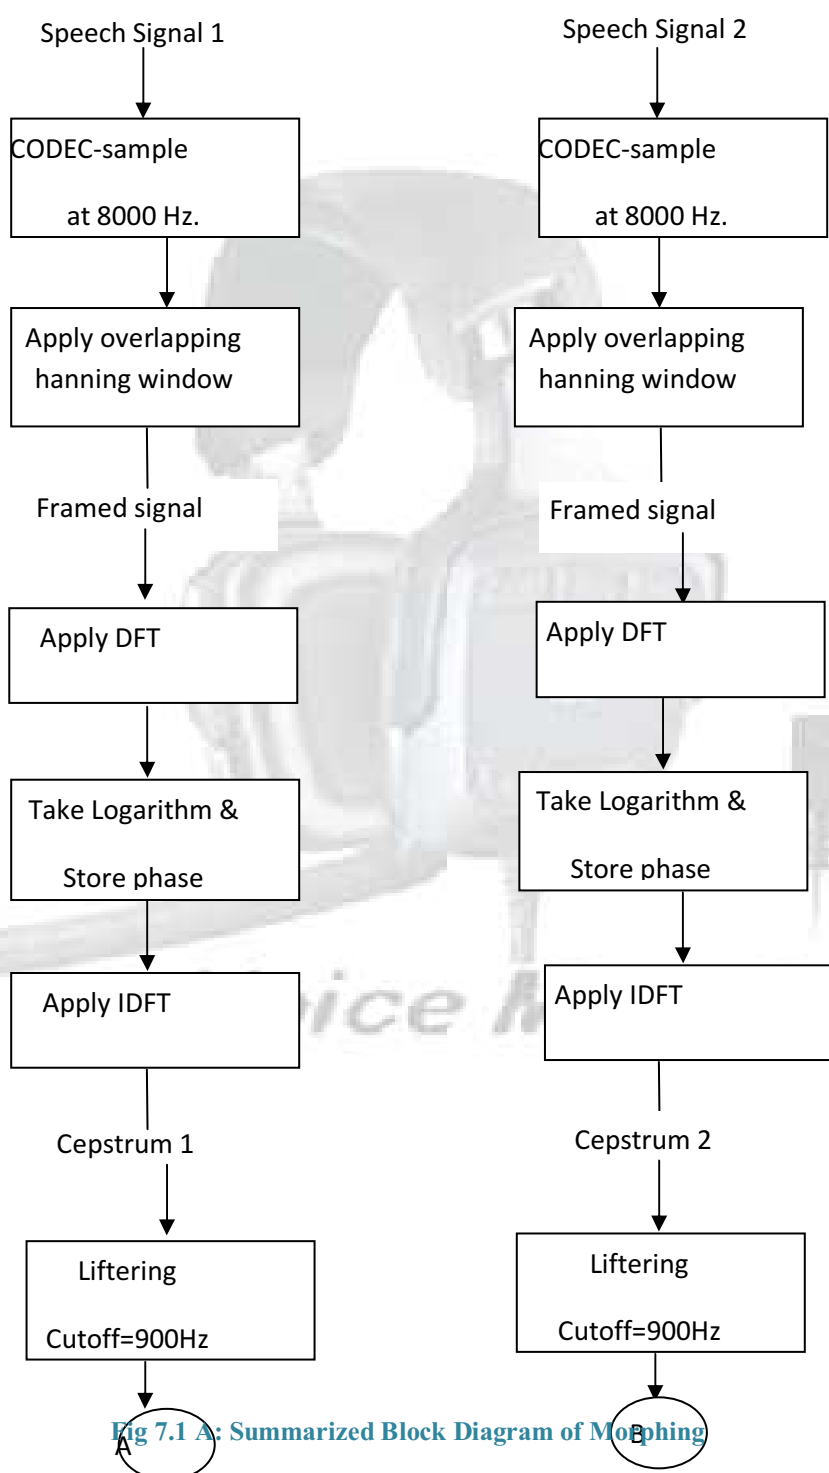 Speech Signal 1
CODEC-sample
at 8000 Hz.
Apply overlapping
hanning window
Framed signal
Apply DFT
Take Logarithm &
Store phase
Apply IDFT
Cepstrum 1
Liftering
Cutoff=900Hz
A
Speech Signal 2
CODEC-sample
at 8000 Hz.
Apply overlapping
hanning window
Framed signal
Apply DFT
Take Logarithm &
Store phase
Apply IDFT
Cepstrum 2
Liftering
Cutoff=900Hz
B
Fig 7.1 A: Summarized Block Diagram of Morphing